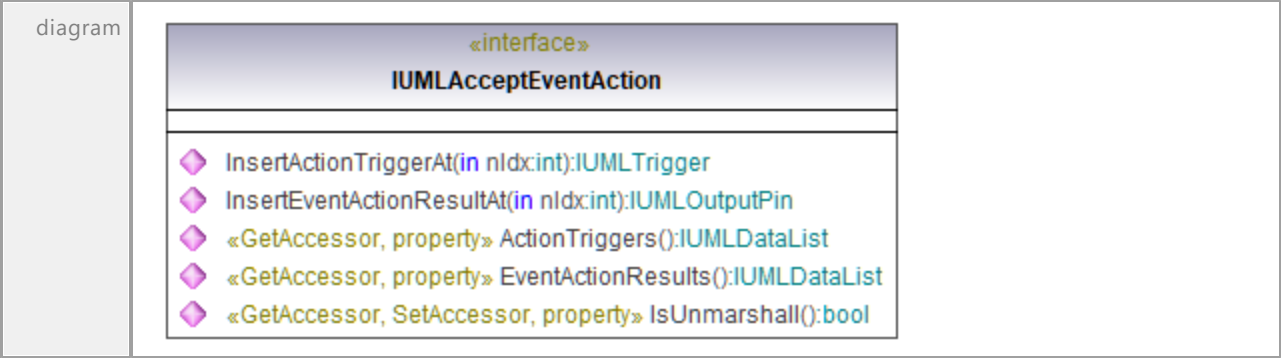 diagram
«interface»
IUMLAcceptEventAction
InsertActionTriggerAt(in nIdx:int):IUMLTrigger
InsertEventActionResultAt(in nIdx:int):IUMLOutputPin
«GetAccessor, property» ActionTriggers():IUMLDataList
«GetAccessor, property» EventActionResults():IUMLDataList
«GetAccessor, SetAccessor, property» IsUnmarshall():bool